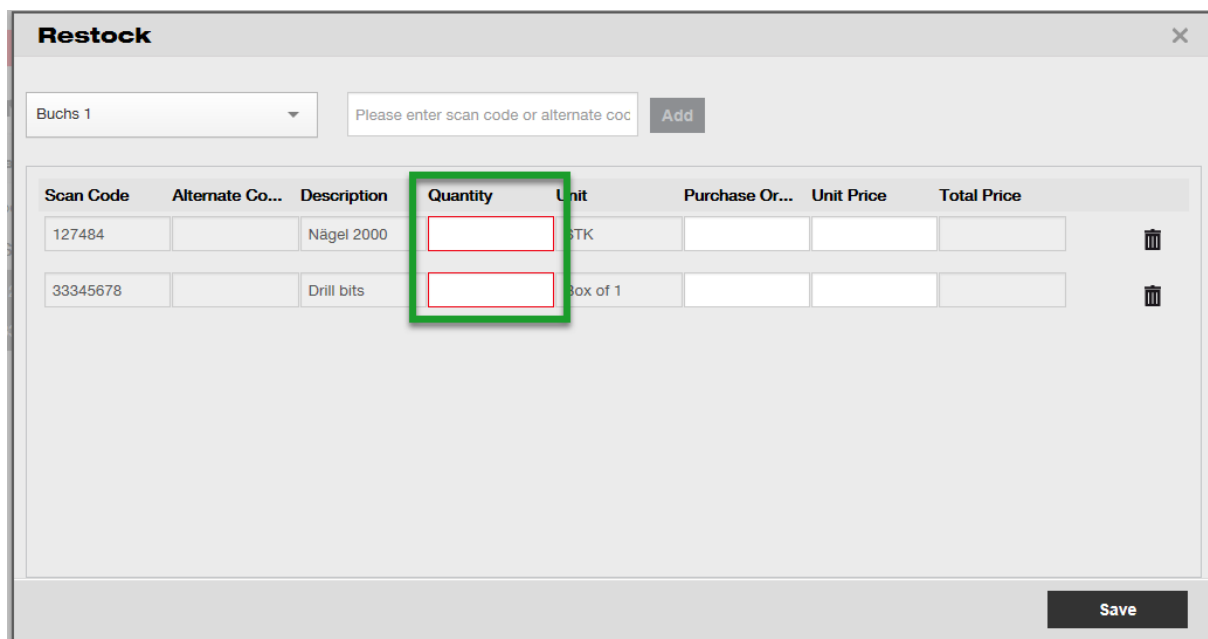 Restock
Buchs 1
Please enter scan code or alternate coc
Add
Scan Code Alternate Co... Description Quantity Unit Purchase Or... Unit Price Total Price
127484 Nägel 2000 STK
33345678 Drill bits Box of 1
Save